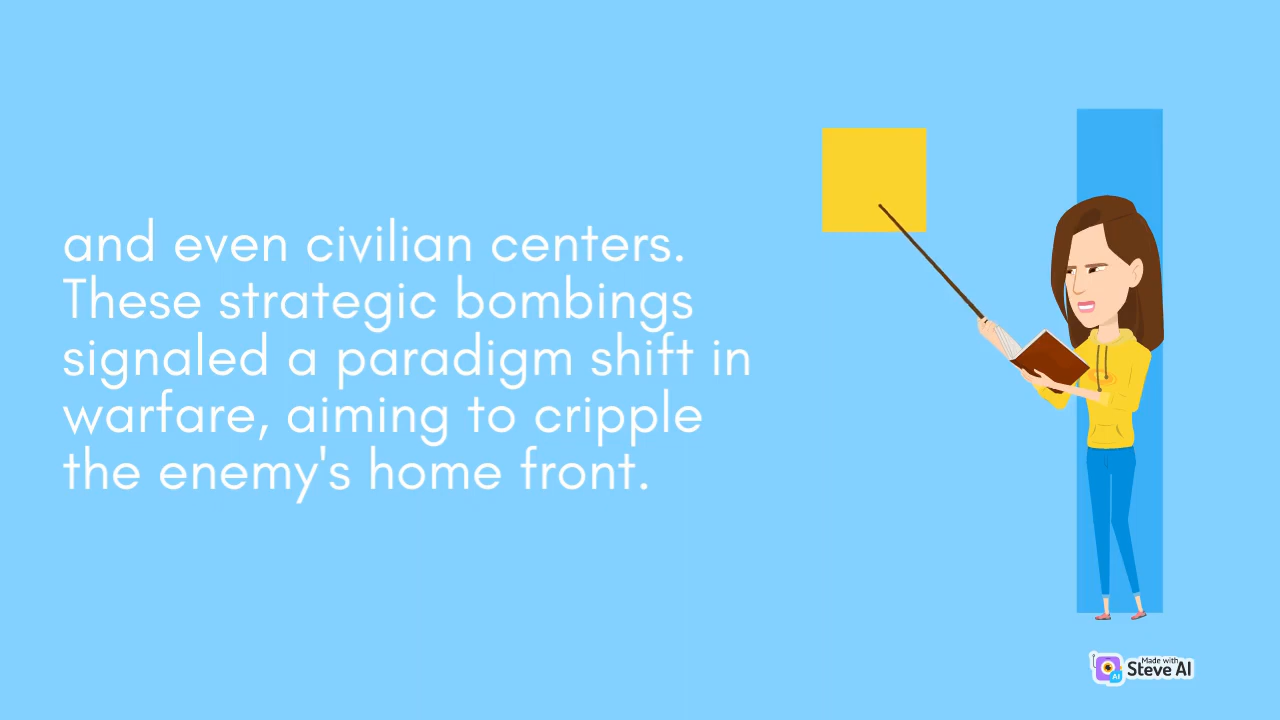 and even civilian centers.
These strategic bombings
signaled a paradigm shift in
warfare, aiming to cripple
the enemy's home front.
Made with
Steve AI
AI